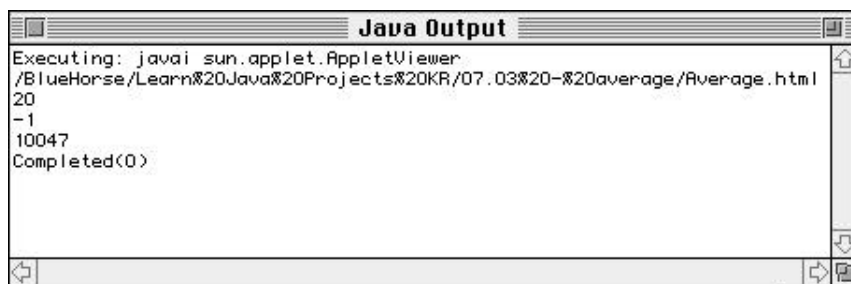 Java Output
Executing: javai sun.applet.AppletViewer
/BlueHorse/Learn%20Java%20Projects%20KR/07.03%20-%20average/Average.html
20
-1
10047
Completed(0)